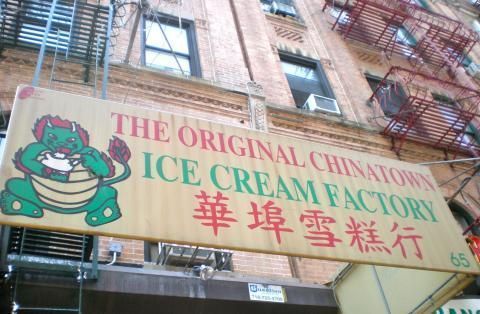 THE ORIGINAL CHINATOWN
ICE CREAM FACTORY
華埠雪糕行
65